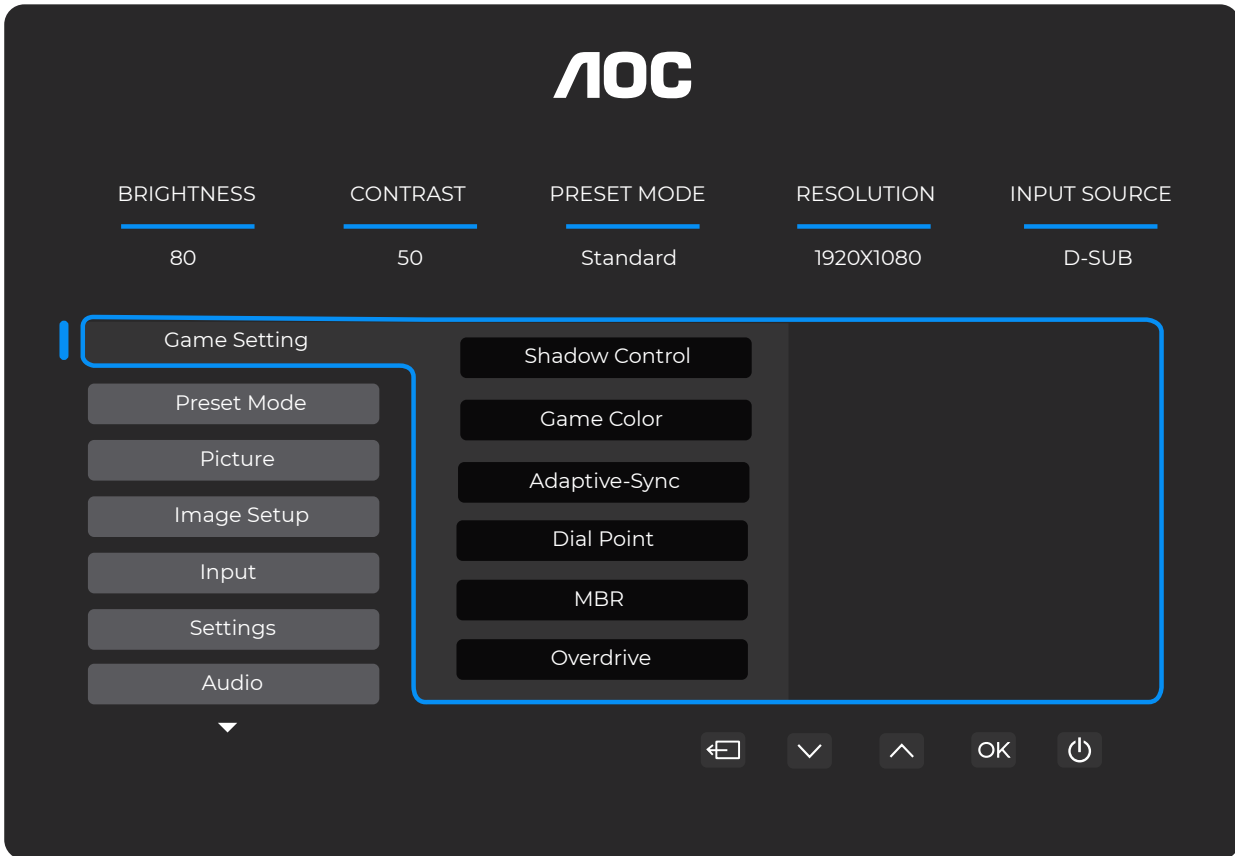 AOC
BRIGHTNESS CONTRAST PRESET MODE RESOLUTION INPUT SOURCE
80 50 Standard 1920X1080 D-SUB
Game Setting
Preset Mode
Picture
Image Setup
Input
Settings
Audio
Shadow Control
Game Color
Adaptive-Sync
Dial Point
MBR
Overdrive
OK